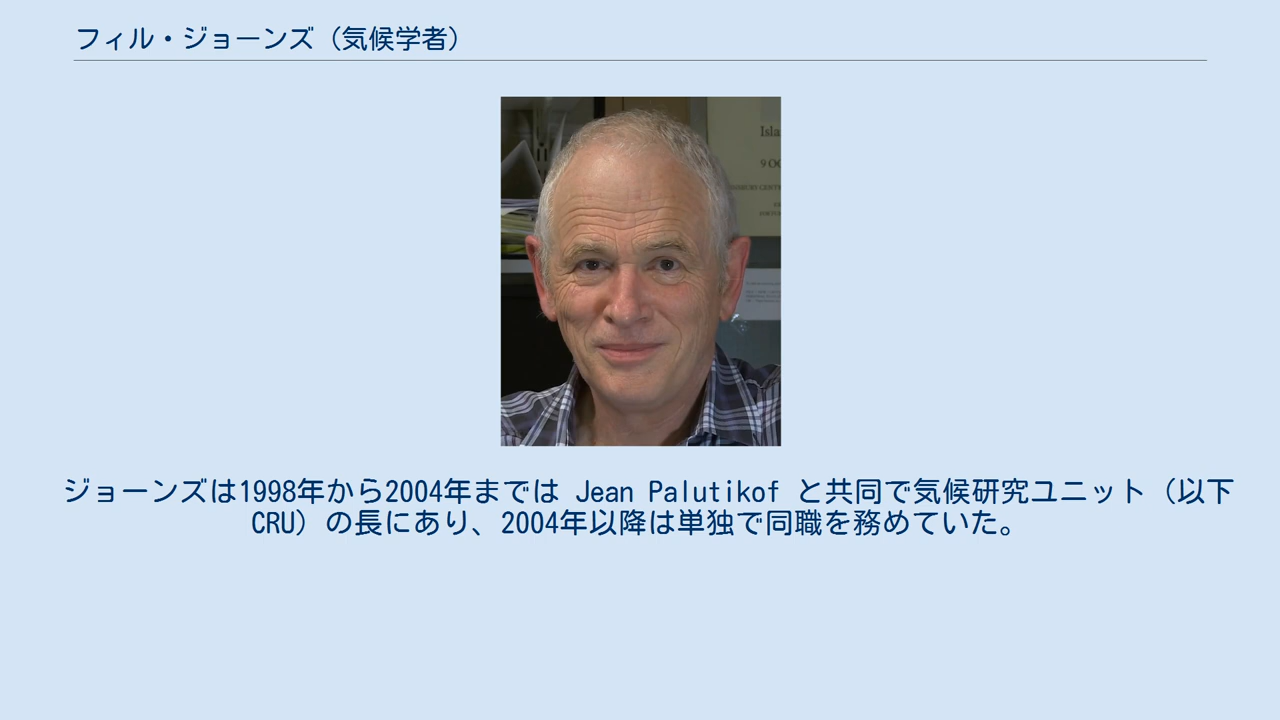 フィル・ジョーンズ（気候学者）
Isla
9 OC
ジョーンズは1998年から2004年までは Jean Palutikof と共同で気候研究ユニット（以下
CRU）の長にあり、2004年以降は単独で同職を務めていた。